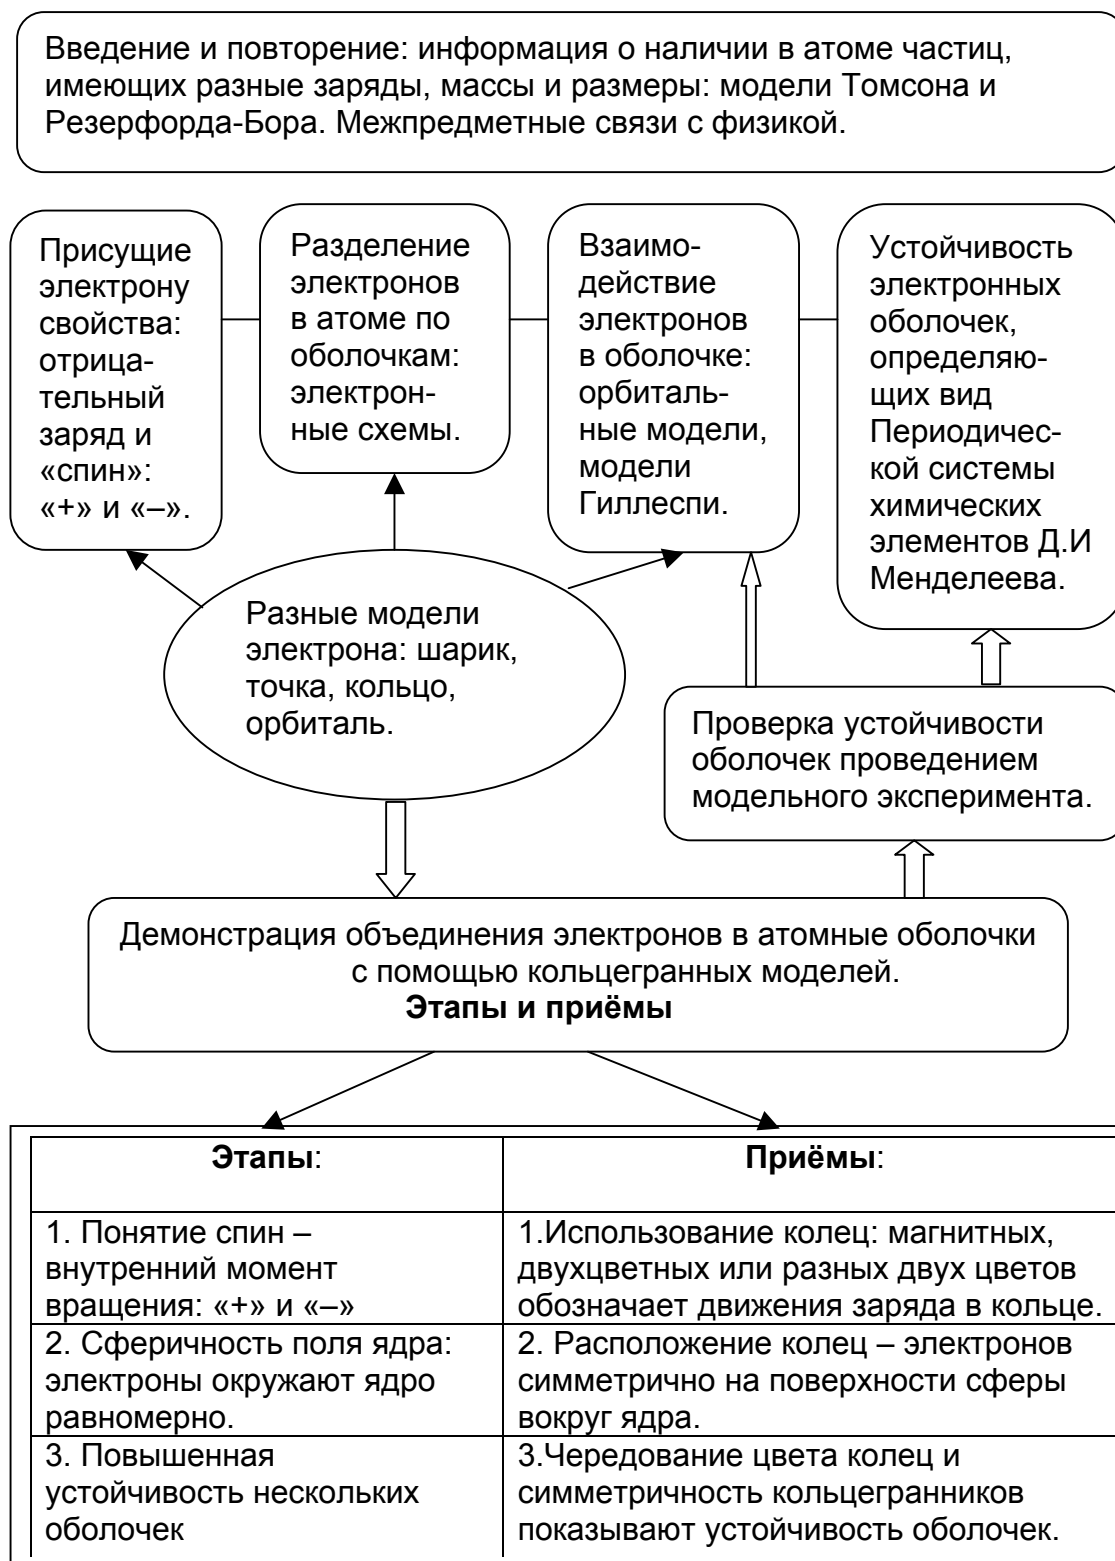 Введение и повторение: информация о наличии в атоме частиц,
имеющих разные заряды, массы и размеры: модели Томсона и
Резерфорда-Бора. Межпредметные связи с физикой.
Присущие
электрону
свойства:
отрица-
тельный
заряд и
«спин»:
«+» и «–».
Разделение
электронов
в атоме по
оболочкам:
электрон-
ные схемы.
Взаимо-
действие
электронов
в оболочке:
орбиталь-
ные модели,
модели
Гиллеспи.
Устойчивость
электронных
оболочек,
определяю-
щих вид
Периодичес-
кой системы
химических
элементов Д.И
Менделеева.
Разные модели
электрона: шарик,
точка, кольцо,
орбиталь.
Проверка устойчивости
оболочек проведением
модельного эксперимента.
Демонстрация объединения электронов в атомные оболочки
с помощью кольцегранных моделей.
Этапы и приёмы
Этапы:
Приёмы:
1. Понятие спин –
внутренний момент
вращения: «+» и «–»
1.Использование колец: магнитных,
двухцветных или разных двух цветов
обозначает движения заряда в кольце.
2. Сферичность поля ядра:
электроны окружают ядро
равномерно.
2. Расположение колец – электронов
симметрично на поверхности сферы
вокруг ядра.
3. Повышенная
устойчивость нескольких
оболочек
3.Чередование цвета колец и
симметричность кольцегранников
показывают устойчивость оболочек.